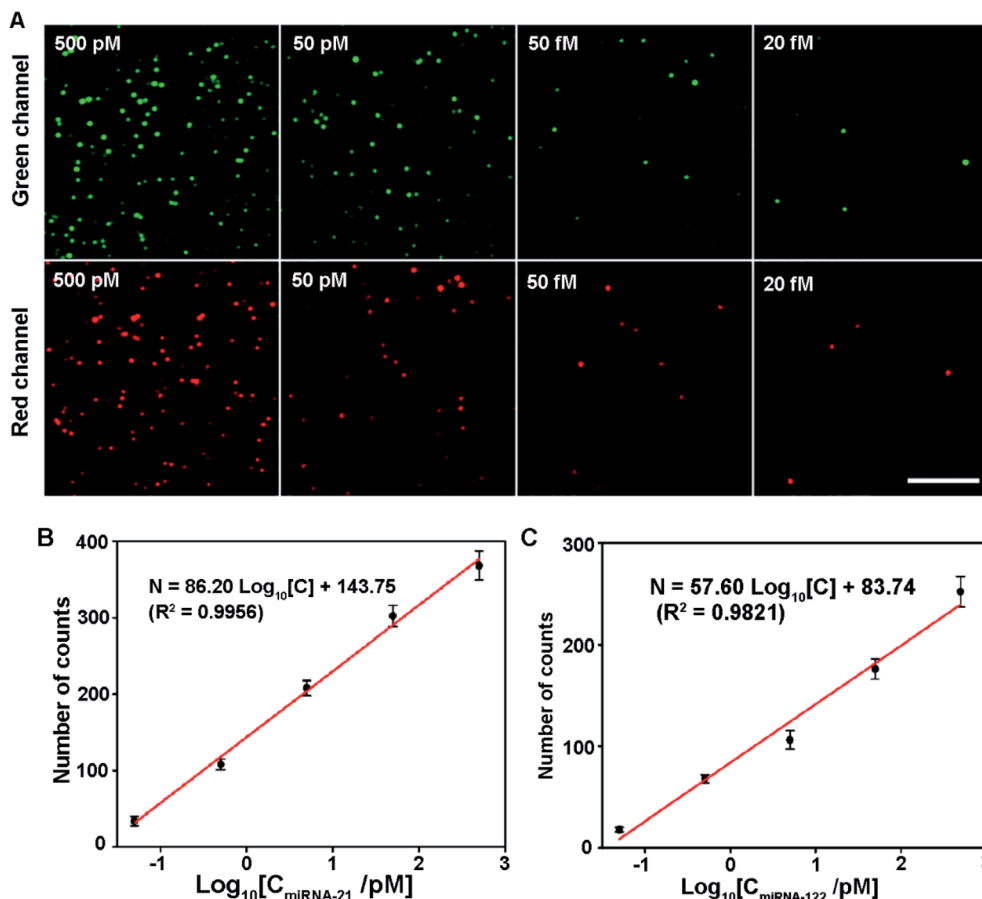 A
Green channel
500 pM
50 pM
50 fM
20 fM
Red channel
500 pM
50 pM
50 fM
20 fM
B
Number of counts
400
300
200
100
0
N = 86.20 Log₁₀[C] + 143.75
(R² = 0.9956)
-1
0
1
2
3
Log₁₀[C_miRNA-21 /pM]
C
Number of counts
300
200
100
0
N = 57.60 Log₁₀[C] + 83.74
(R² = 0.9821)
-1
0
1
2
3
Log₁₀[C_miRNA-122 /pM]